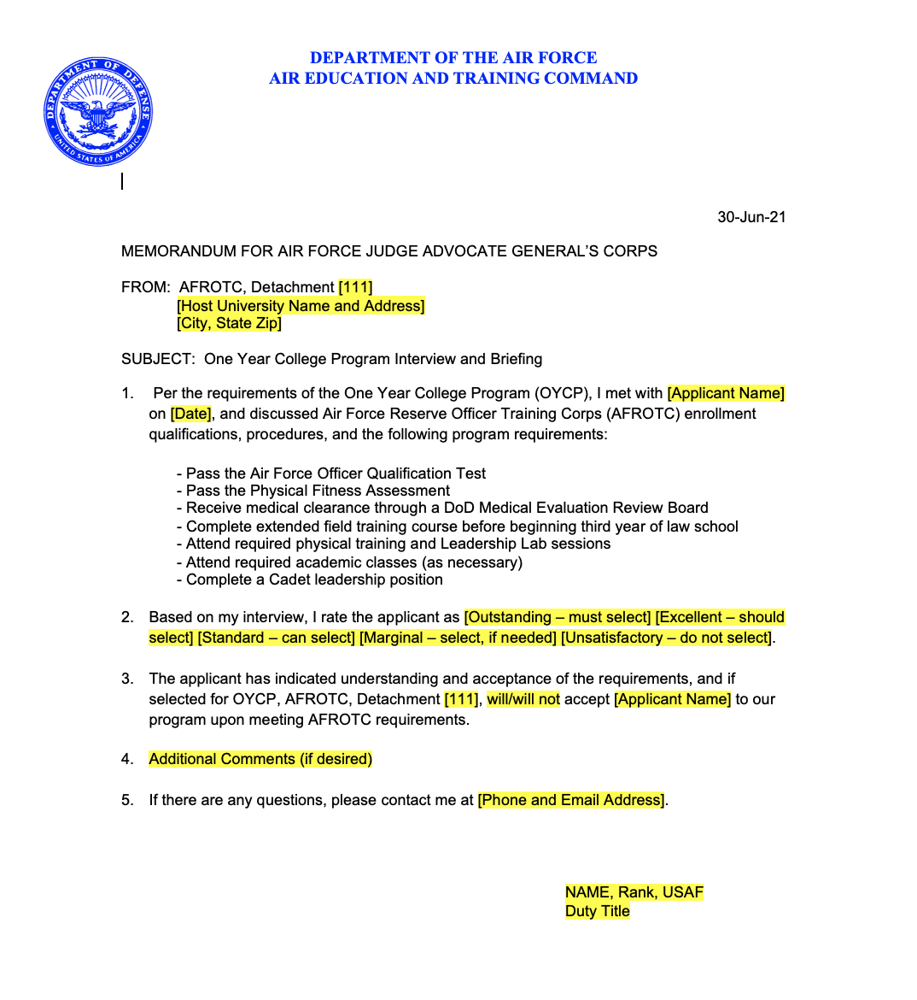 DEPARTMENT OF THE AIR FORCE
AIR EDUCATION AND TRAINING COMMAND
DEPARTMENT OF DEFENSE
UNITED STATES OF AMERICA
30-Jun-21
MEMORANDUM FOR AIR FORCE JUDGE ADVOCATE GENERAL’S CORPS
FROM: AFROTC, Detachment [111]
[Host University Name and Address]
[City, State Zip]
SUBJECT: One Year College Program Interview and Briefing
1. Per the requirements of the One Year College Program (OYCP), I met with [Applicant Name]
on [Date], and discussed Air Force Reserve Officer Training Corps (AFROTC) enrollment
qualifications, procedures, and the following program requirements:
- Pass the Air Force Officer Qualification Test
- Pass the Physical Fitness Assessment
- Receive medical clearance through a DoD Medical Evaluation Review Board
- Complete extended field training course before beginning third year of law school
- Attend required physical training and Leadership Lab sessions
- Attend required academic classes (as necessary)
- Complete a Cadet leadership position
2. Based on my interview, I rate the applicant as [Outstanding – must select] [Excellent – should
select] [Standard – can select] [Marginal – select, if needed] [Unsatisfactory – do not select].
3. The applicant has indicated understanding and acceptance of the requirements, and if
selected for OYCP, AFROTC, Detachment [111], will/will not accept [Applicant Name] to our
program upon meeting AFROTC requirements.
4. Additional Comments (if desired)
5. If there are any questions, please contact me at [Phone and Email Address].
NAME, Rank, USAF
Duty Title